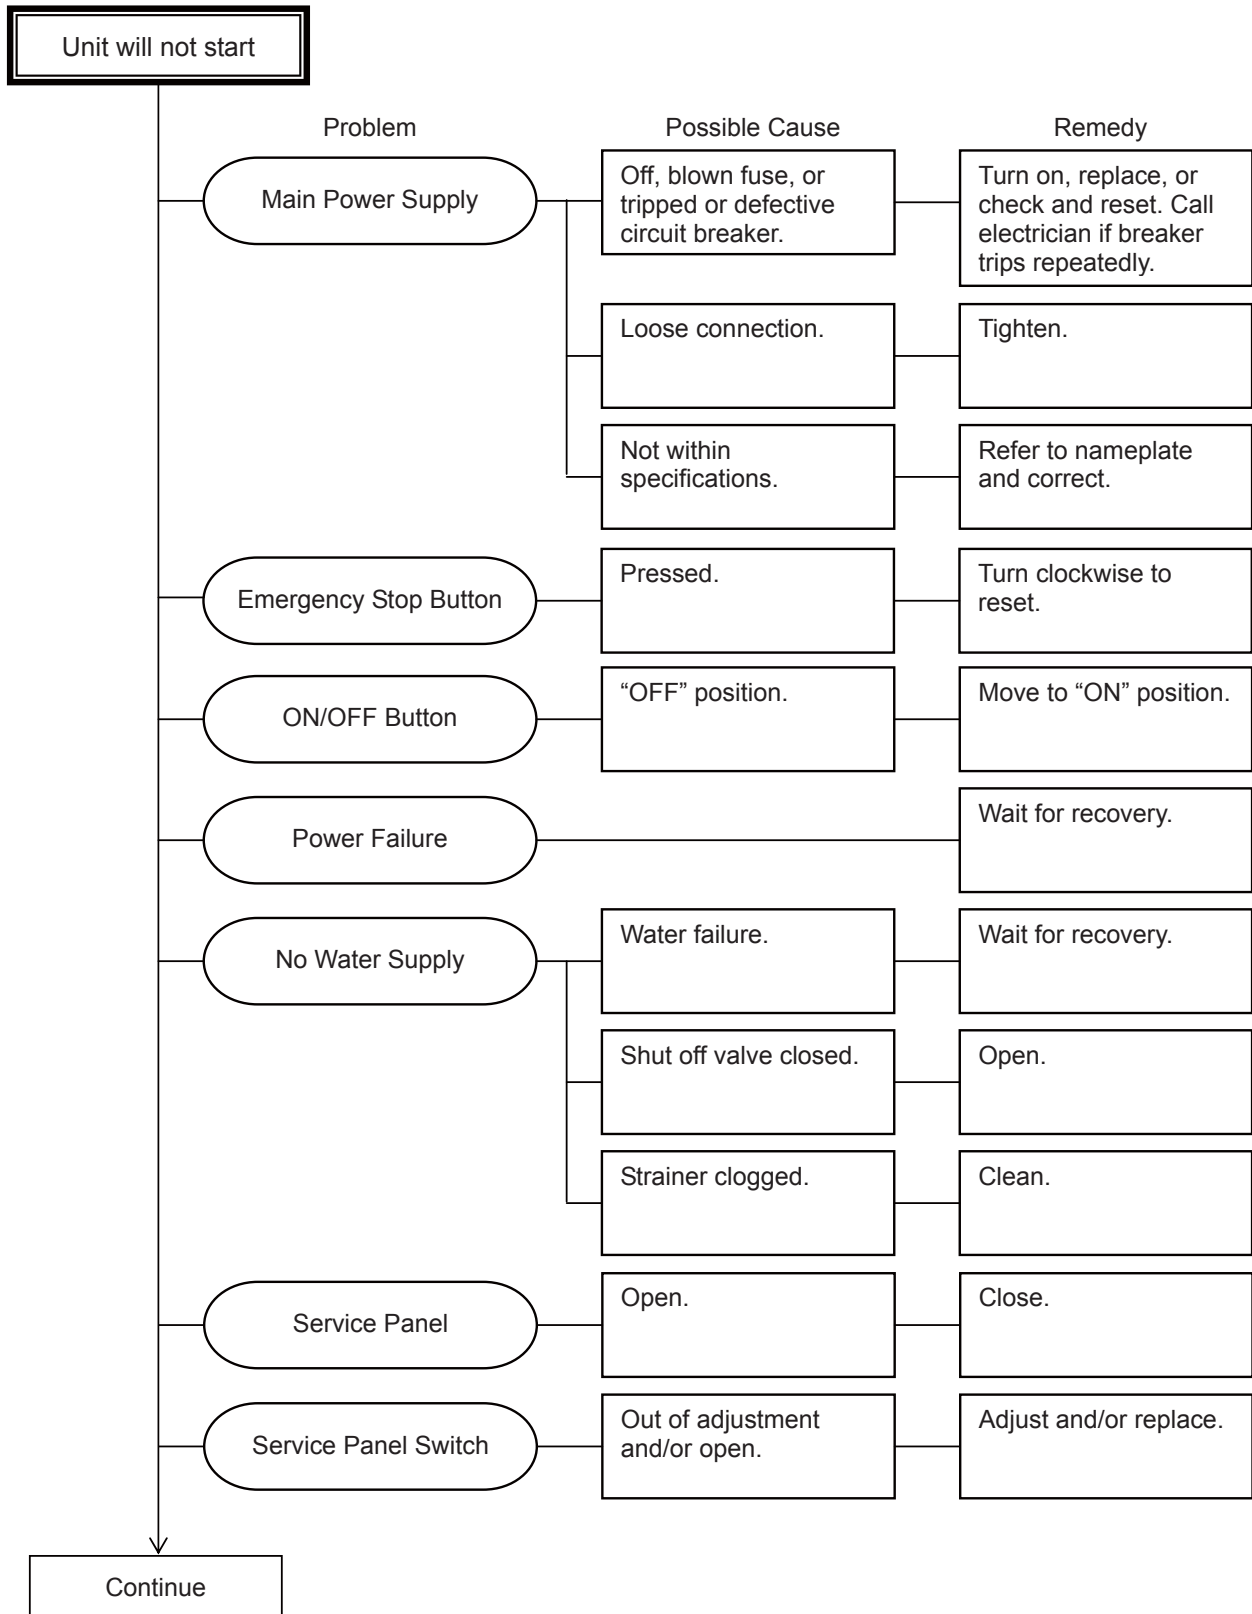 Unit will not start
Problem
Possible Cause
Remedy
Main Power Supply
Off, blown fuse, or
tripped or defective
circuit breaker.
Turn on, replace, or
check and reset. Call
electrician if breaker
trips repeatedly.
Loose connection.
Tighten.
Not within
specifications.
Refer to nameplate
and correct.
Emergency Stop Button
Pressed.
Turn clockwise to
reset.
ON/OFF Button
“OFF” position.
Move to “ON” position.
Power Failure
Wait for recovery.
No Water Supply
Water failure.
Wait for recovery.
Shut off valve closed.
Open.
Strainer clogged.
Clean.
Service Panel
Open.
Close.
Service Panel Switch
Out of adjustment
and/or open.
Adjust and/or replace.
Continue